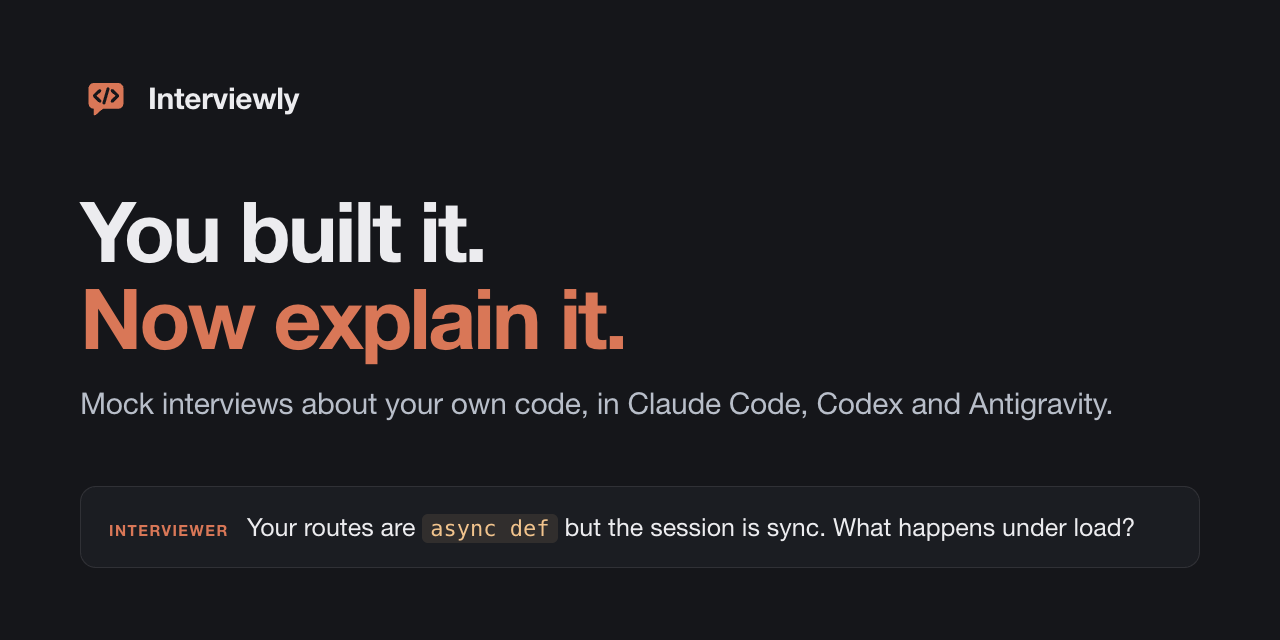 Interviewly
You built it.
Now explain it.
Mock interviews about your own code, in Claude Code, Codex and Antigravity.
INTERVIEWER Your routes are async def but the session is sync. What happens under load?